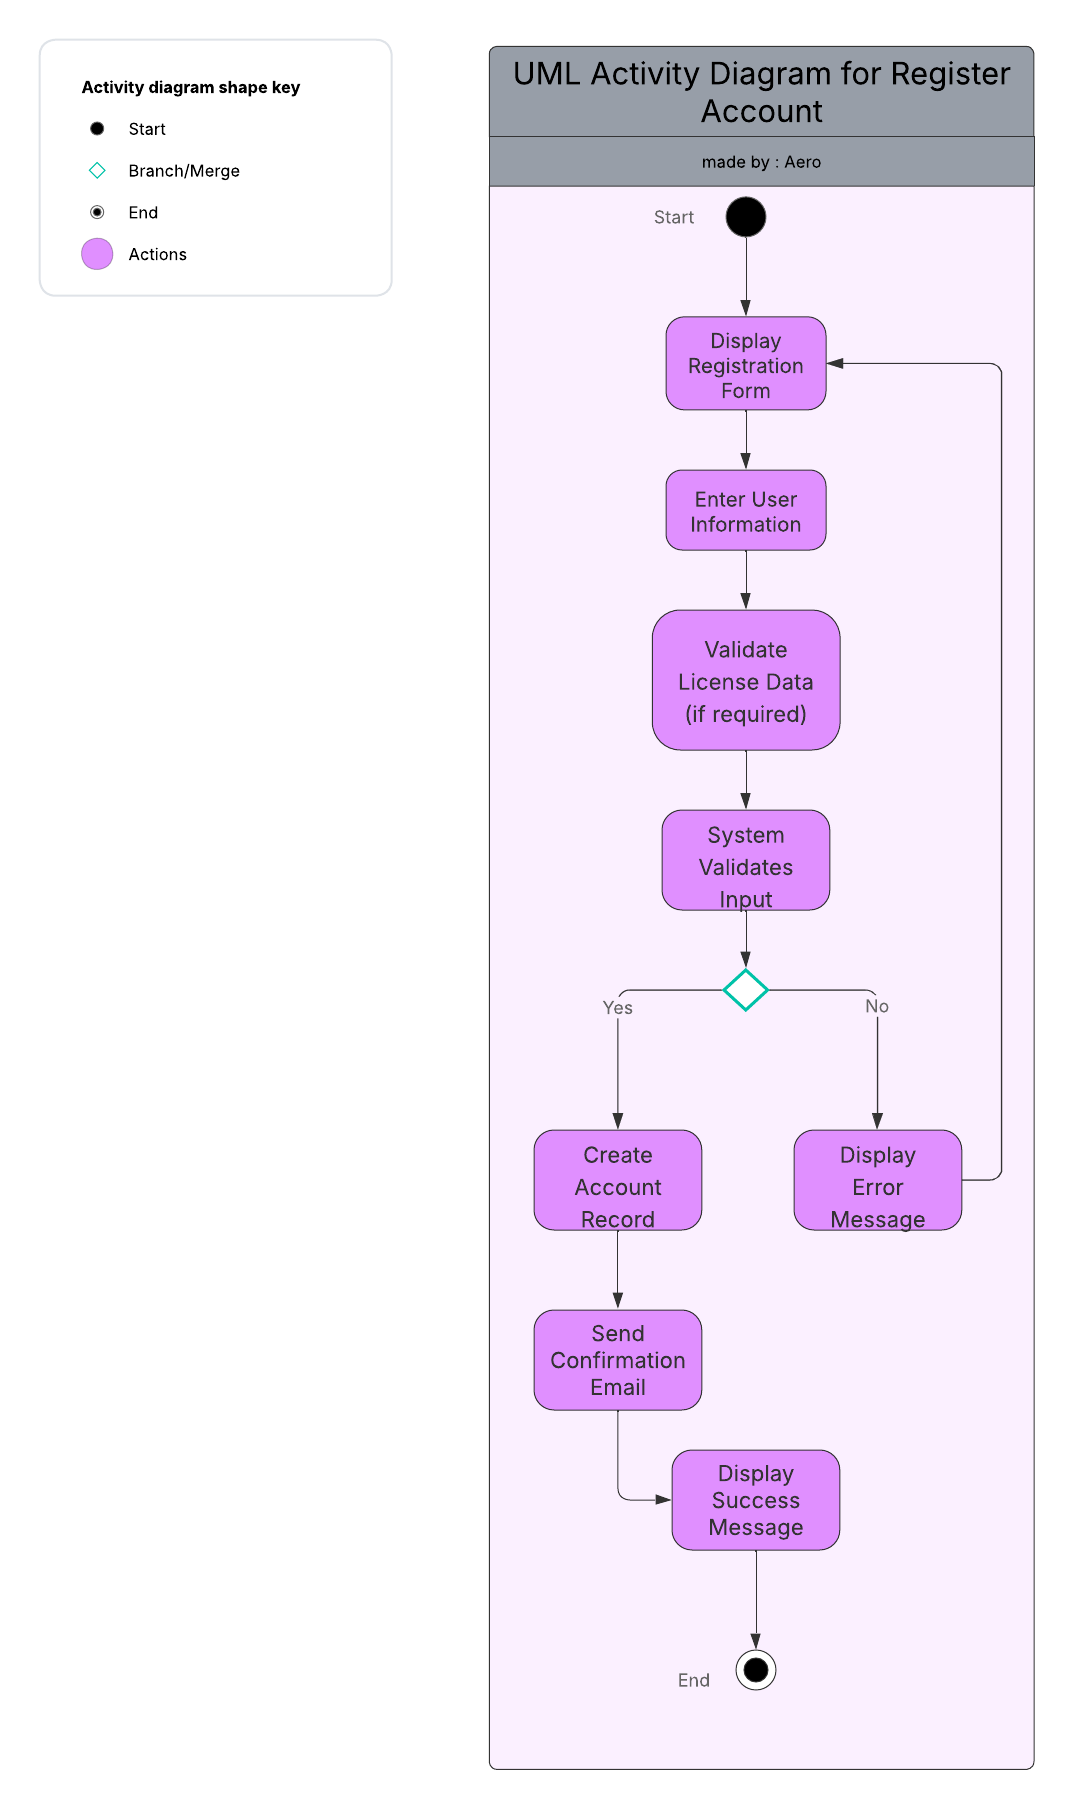 Activity diagram shape key
Start
Branch/Merge
End
Actions
UML Activity Diagram for Register
Account
made by : Aero
Start
Display
Registration
Form
Enter User
Information
Validate
License Data
(if required)
System
Validates
Input
Yes
No
Create
Account
Record
Display
Error
Message
Send
Confirmation
Email
Display
Success
Message
End